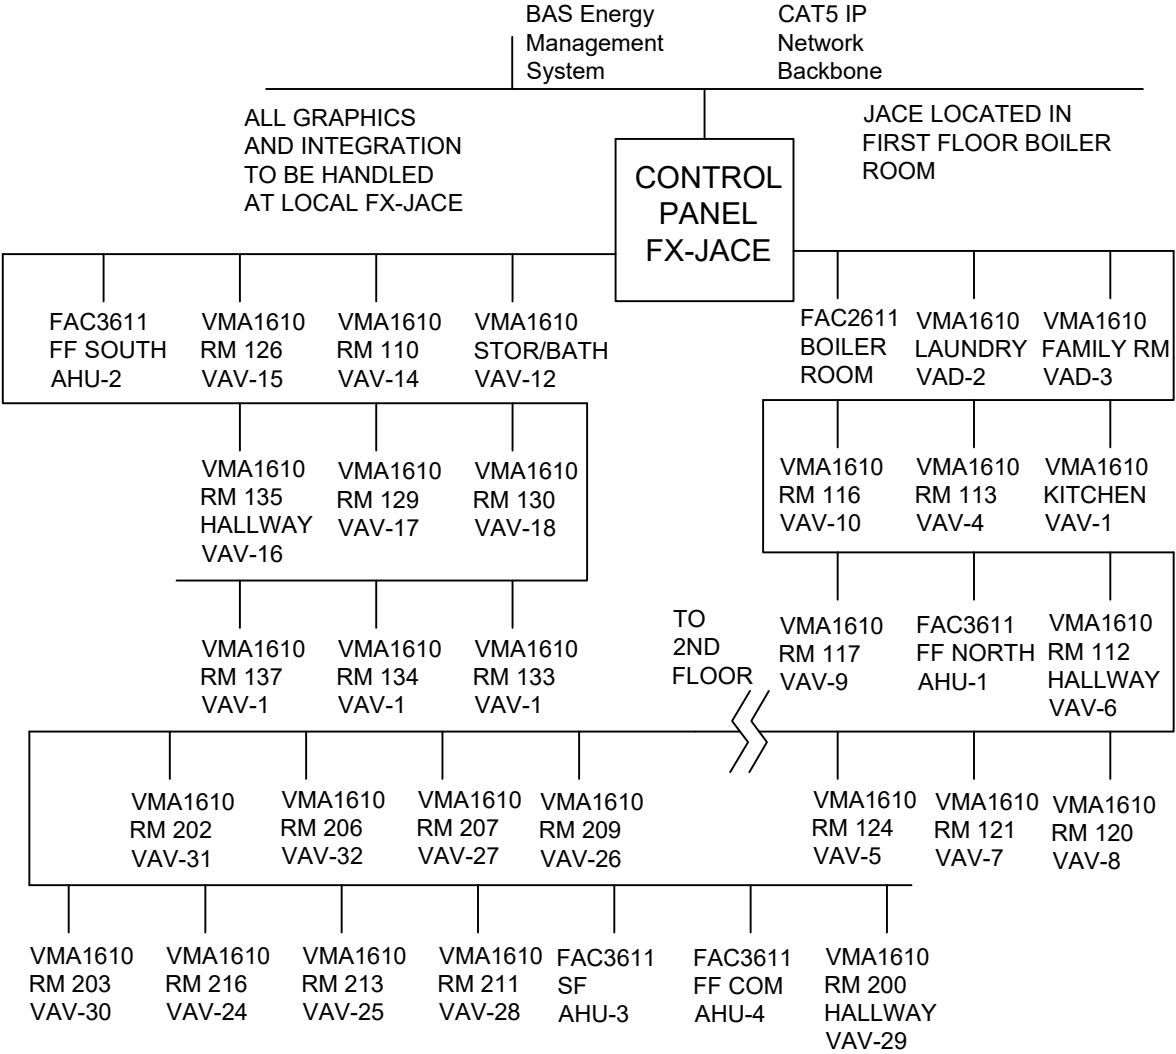 BAS Energy
Management
System
CAT5 IP
Network
Backbone
ALL GRAPHICS
AND INTEGRATION
TO BE HANDLED
AT LOCAL FX-JACE
JACE LOCATED IN
FIRST FLOOR BOILER
ROOM
CONTROL
PANEL
FX-JACE
FAC3611
FF SOUTH
AHU-2
VMA1610
RM 126
VAV-15
VMA1610
RM 110
VAV-14
VMA1610
STOR/BATH
VAV-12
FAC2611
BOILER
ROOM
VMA1610
LAUNDRY
VAD-2
VMA1610
FAMILY RM
VAD-3
VMA1610
RM 135
HALLWAY
VAV-16
VMA1610
RM 129
VAV-17
VMA1610
RM 130
VAV-18
VMA1610
RM 116
VAV-10
VMA1610
RM 113
VAV-4
VMA1610
KITCHEN
VAV-1
VMA1610
RM 137
VAV-1
VMA1610
RM 134
VAV-1
VMA1610
RM 133
VAV-1
TO
2ND
FLOOR
VMA1610
RM 117
VAV-9
FAC3611
FF NORTH
AHU-1
VMA1610
RM 112
HALLWAY
VAV-6
VMA1610
RM 202
VAV-31
VMA1610
RM 206
VAV-32
VMA1610
RM 207
VAV-27
VMA1610
RM 209
VAV-26
VMA1610
RM 124
VAV-5
VMA1610
RM 121
VAV-7
VMA1610
RM 120
VAV-8
VMA1610
RM 203
VAV-30
VMA1610
RM 216
VAV-24
VMA1610
RM 213
VAV-25
VMA1610
RM 211
VAV-28
FAC3611
SF
AHU-3
FAC3611
FF COM
AHU-4
VMA1610
RM 200
HALLWAY
VAV-29